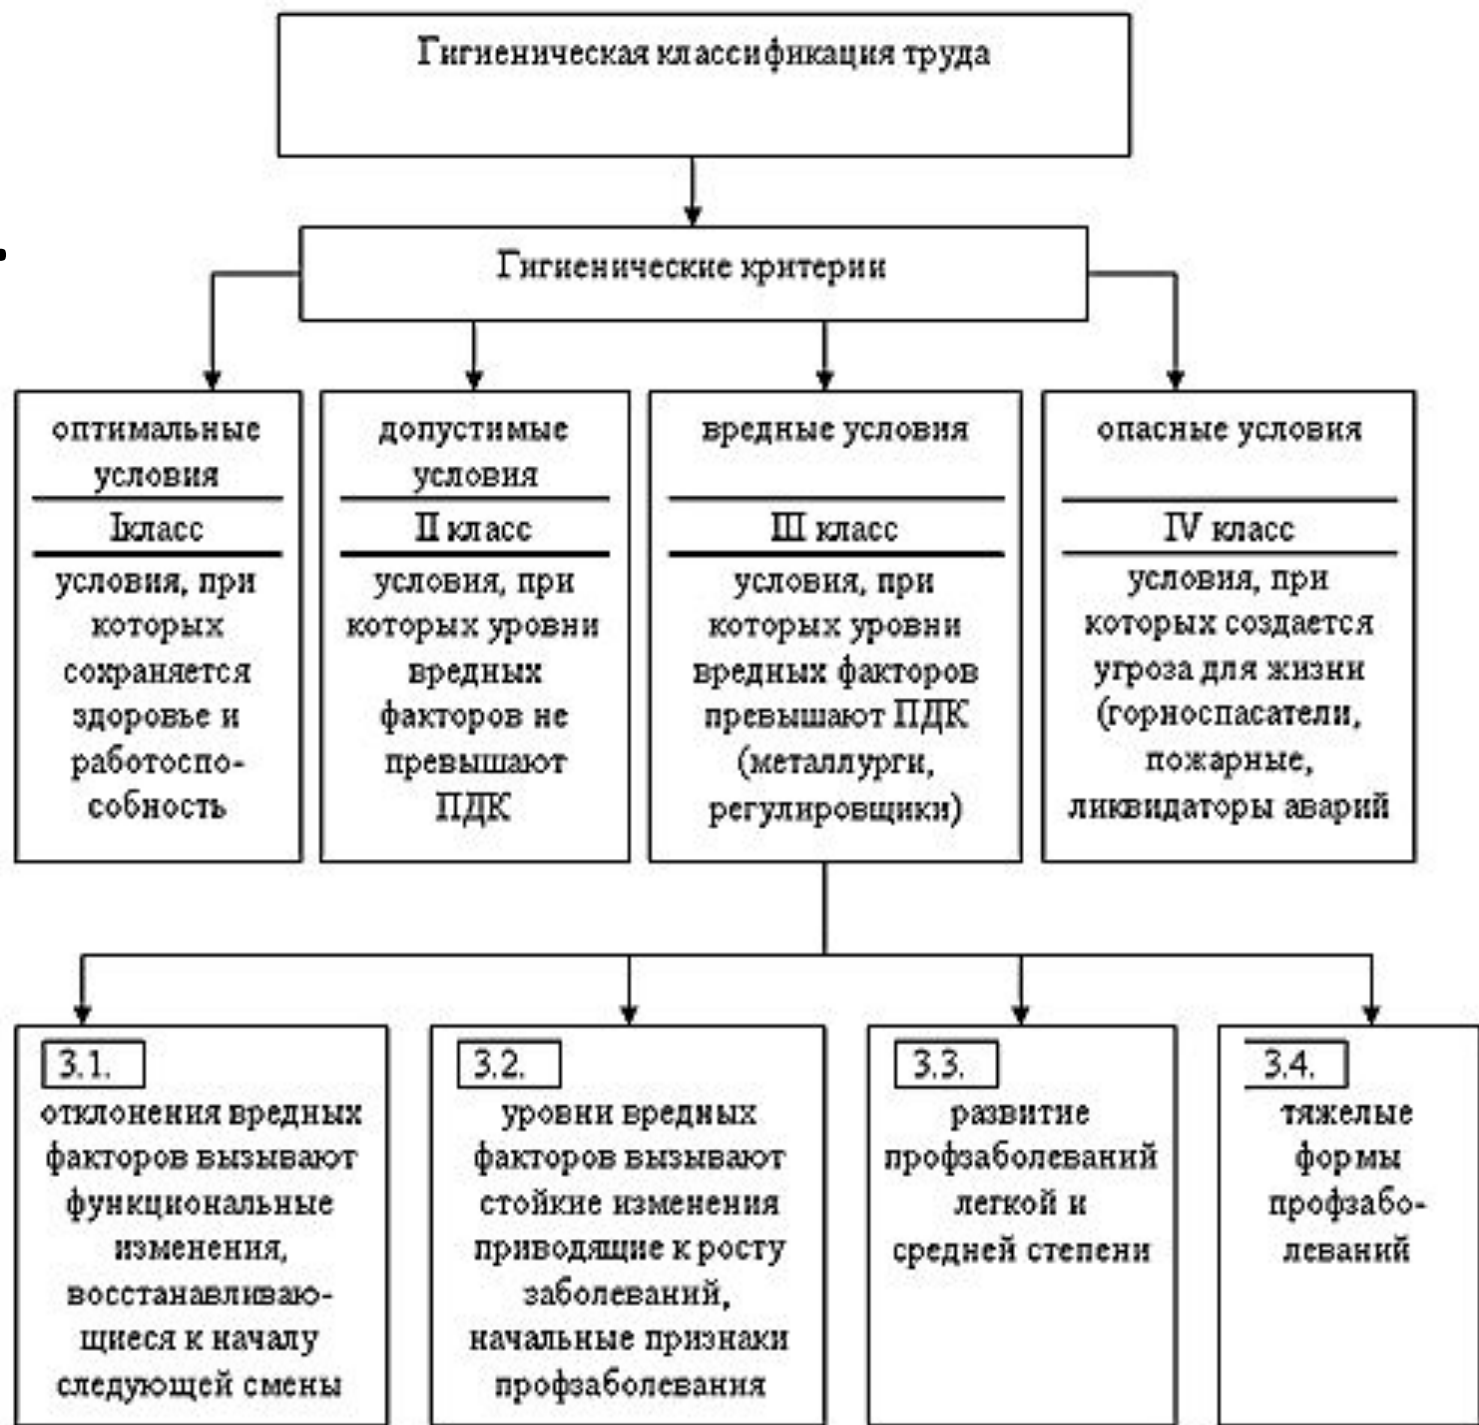 Гигиеническая классификация труда
Гигиенические критерии
оптимальные
условия
Iкласс
условия, при
которых
сохраняется
здоровье и
работоспо-
собность
допустимые
условия
II класс
условия, при
которых уровни
вредных
факторов не
превышают
ПДК
вредные условия
III класс
условия, при
которых уровни
вредных факторов
превышают ПДК
(металлурги,
регулировщики)
опасные условия
IV класс
условия, при
которых создается
угроза для жизни
(горноспасатели,
пожарные,
ликвидаторы аварий
3.1.
отклонения вредных
факторов вызывают
функциональные
изменения,
восстанавливаю-
щиеся к началу
следующей смены
3.2.
уровни вредных
факторов вызывают
стойкие изменения
приводящие к росту
заболеваний,
начальные признаки
профзаболевания
3.3.
развитие
профзаболеваний
легкой и
средней степени
3.4.
тяжелые
формы
профзабо-
леваний